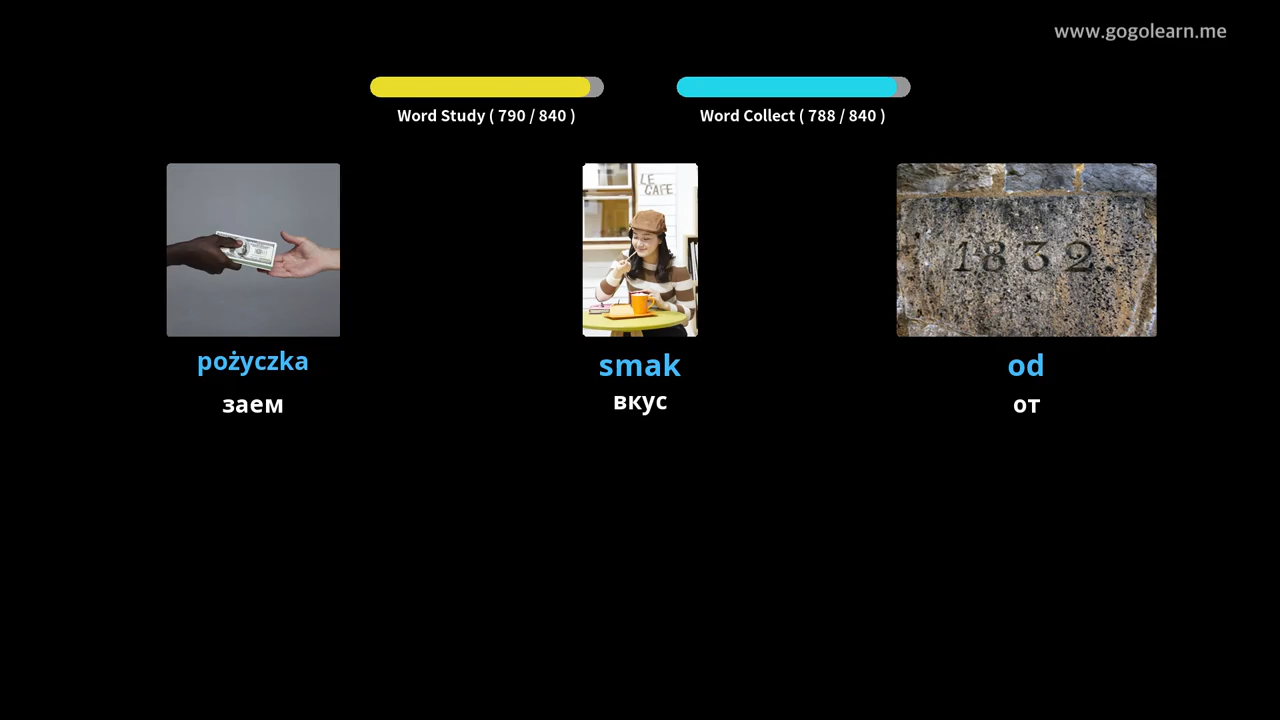 www.gogolearn.me
Word Study ( 790 / 840 )
Word Collect ( 788 / 840 )
LE CAFE
1832.
pożyczka
smak
od
заем
вкус
от